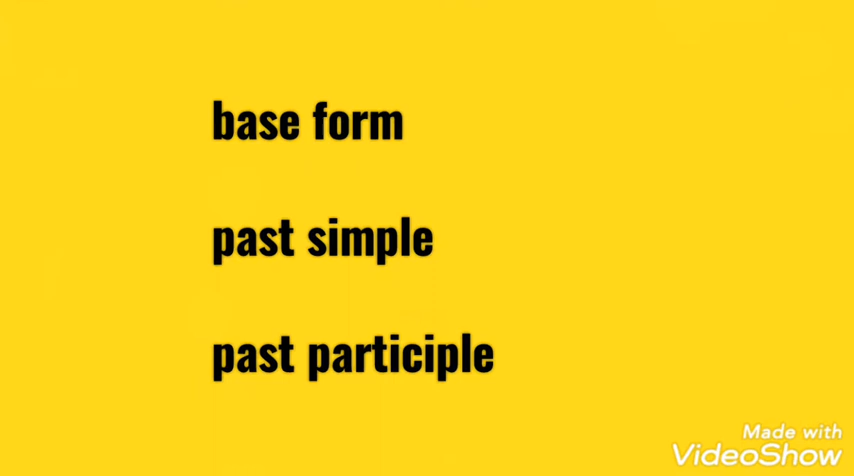 base form
past simple
past participle
Made with
VideoShow